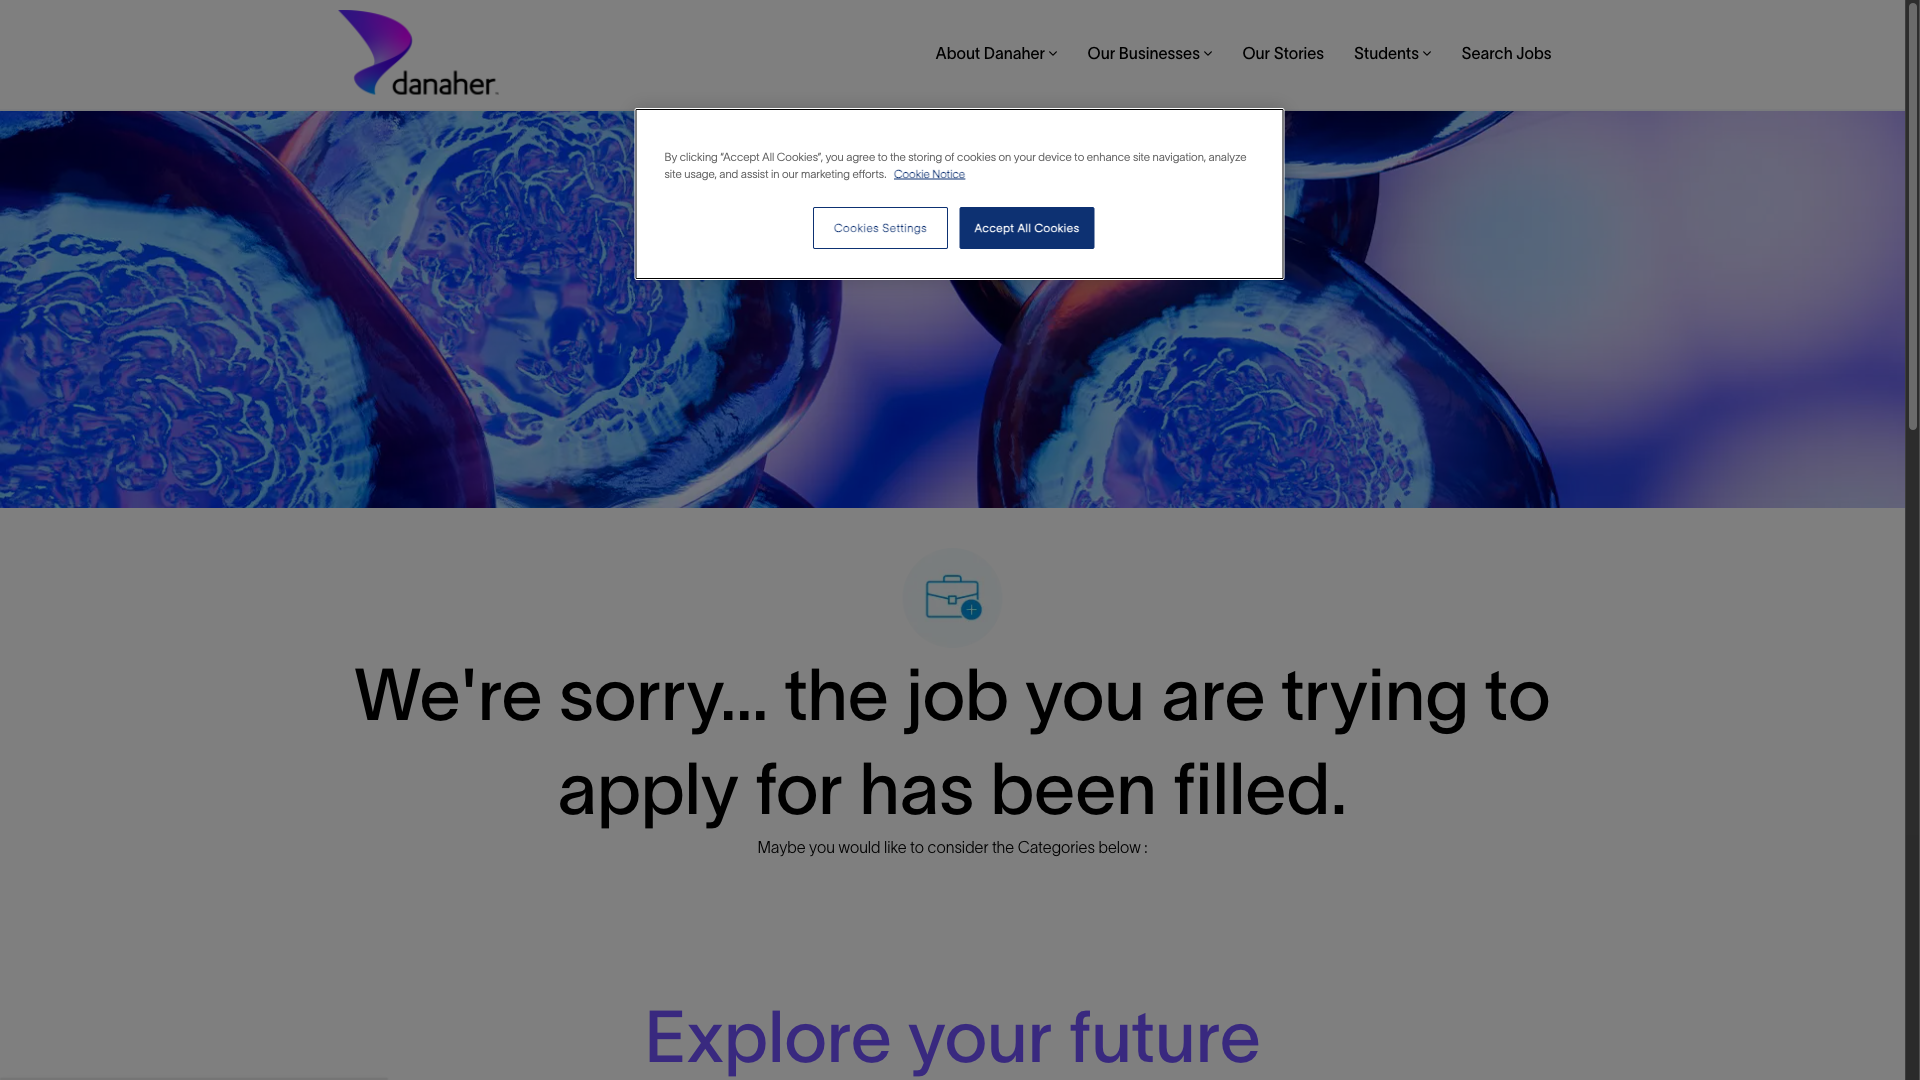 danaher.
About Danaher
Our Businesses
Our Stories
Students
Search Jobs
By clicking “Accept All Cookies”, you agree to the storing of cookies on your device to enhance site navigation, analyze
site usage, and assist in our marketing efforts. Cookie Notice
Cookies Settings
Accept All Cookies
We're sorry... the job you are trying to
apply for has been filled.
Maybe you would like to consider the Categories below :
Explore your future